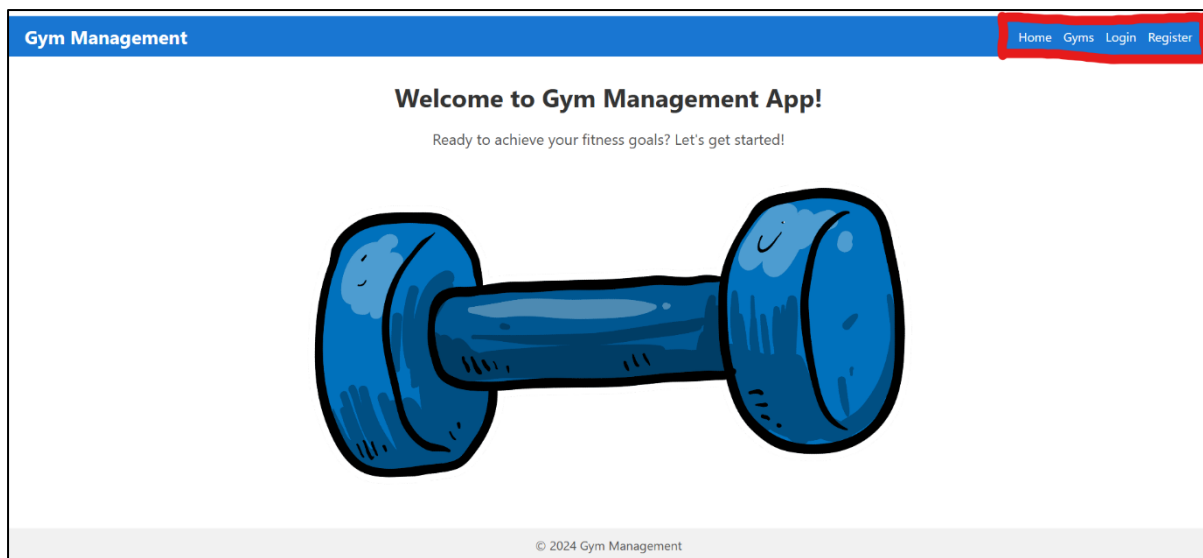 Gym Management
Home Gyms Login Register
Welcome to Gym Management App!
Ready to achieve your fitness goals? Let's get started!
© 2024 Gym Management